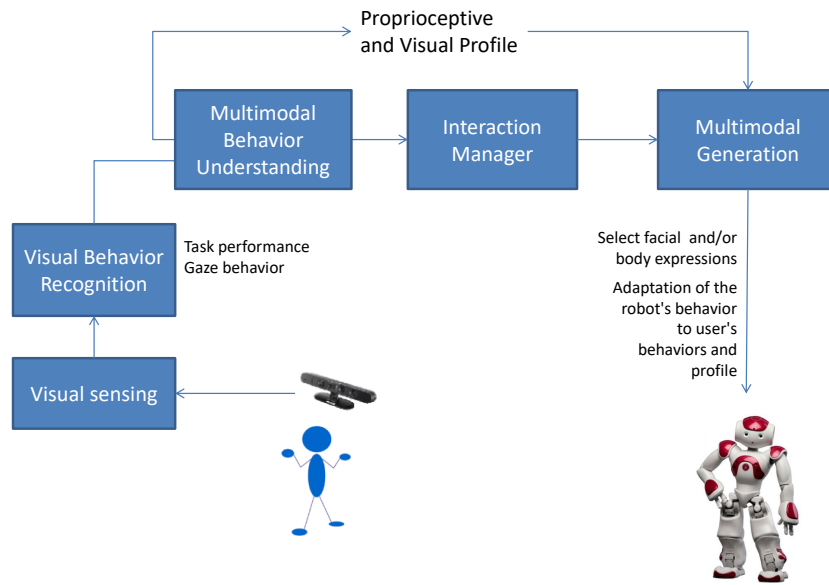 Proprioceptive
and Visual Profile
Multimodal
Behavior
Understanding
Interaction
Manager
Multimodal
Generation
Visual Behavior
Recognition
Task performance
Gaze behavior
Select facial and/or
body expressions
Adaptation of the
robot's behavior
to user's
behaviors and
profile
Visual sensing